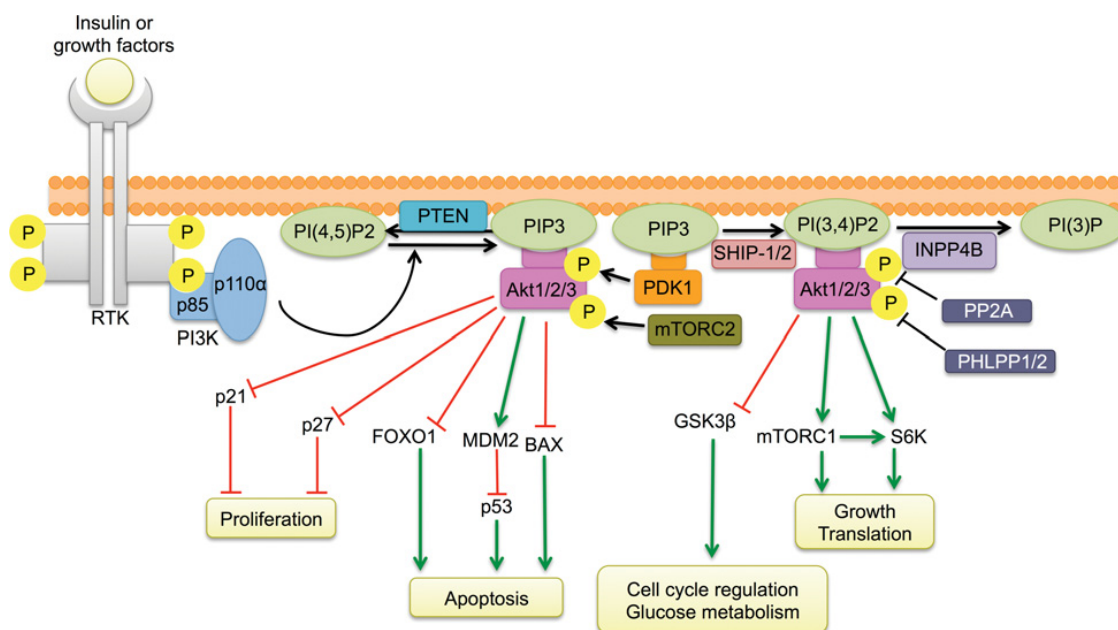 Insulin or
growth factors
P
P
P
P
RTK
p85
p110α
PI3K
PI(4,5)P2
PTEN
PIP3
Akt1/2/3
P
P
PIP3
PDK1
mTORC2
SHIP-1/2
PI(3,4)P2
Akt1/2/3
P
P
INPP4B
PI(3)P
PP2A
PHLPP1/2
p21
p27
FOXO1
MDM2
BAX
p53
GSK3β
mTORC1
S6K
Proliferation
Apoptosis
Cell cycle regulation
Glucose metabolism
Growth
Translation